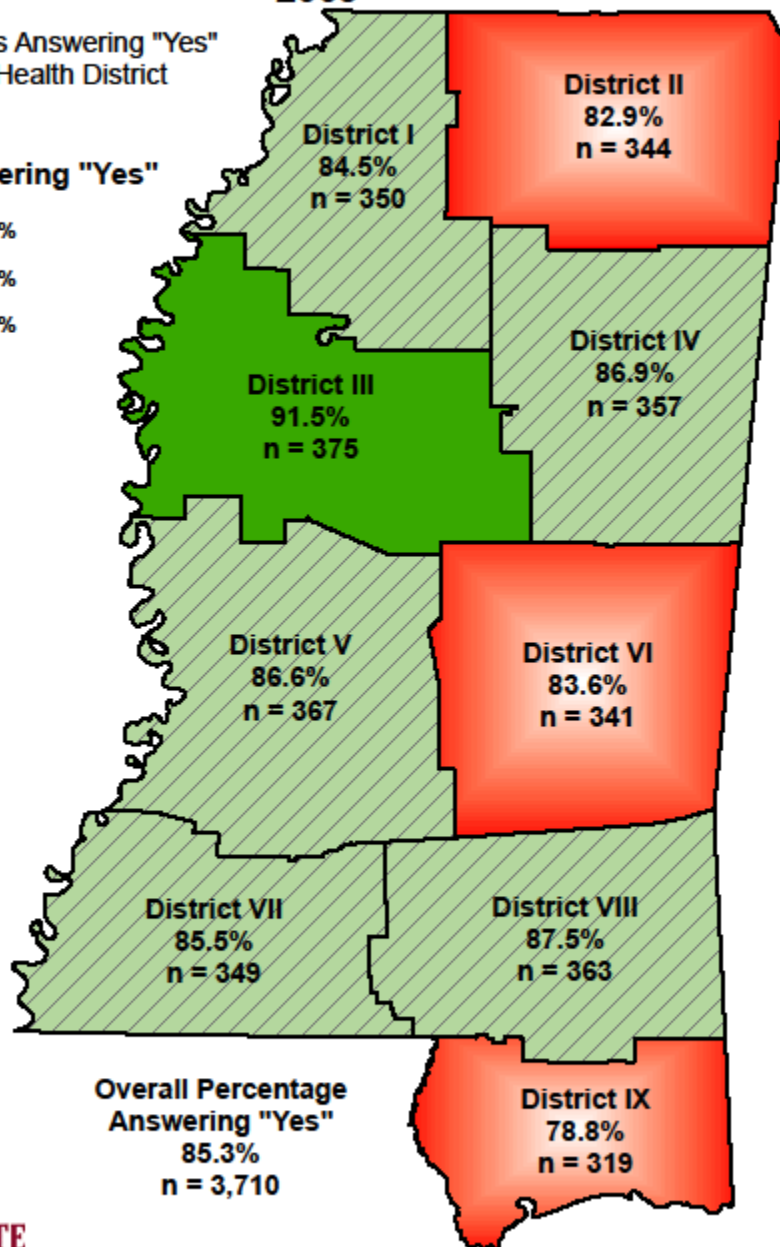 s Answering "Yes"
Health District
ering "Yes"
%
%
%
District I
84.5%
n = 350
District II
82.9%
n = 344
District III
91.5%
n = 375
District IV
86.9%
n = 357
District V
86.6%
n = 367
District VI
83.6%
n = 341
District VII
85.5%
n = 349
District VIII
87.5%
n = 363
District IX
78.8%
n = 319
Overall Percentage
Answering "Yes"
85.3%
n = 3,710
TE